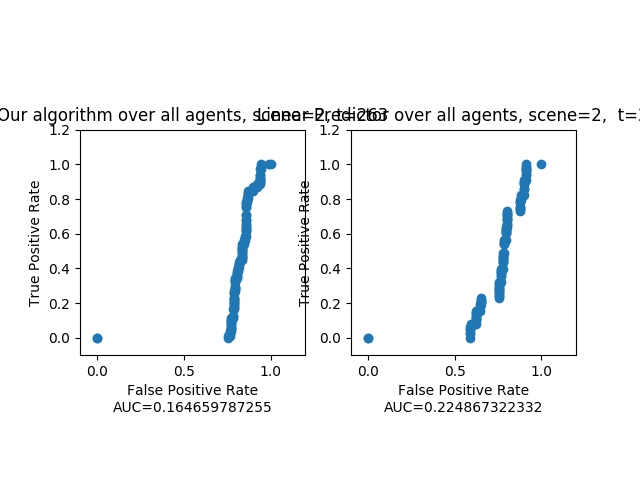 Our algorithm over all agents, scene=2, t=263
Linear Predictor over all agents, scene=2,  t=
True Positive Rate
1.2
1.0
0.8
0.6
0.4
0.2
0.0
0.0 0.5 1.0
False Positive Rate
AUC=0.164659787255
True Positive Rate
1.2
1.0
0.8
0.6
0.4
0.2
0.0
0.0 0.5 1.0
False Positive Rate
AUC=0.224867322332